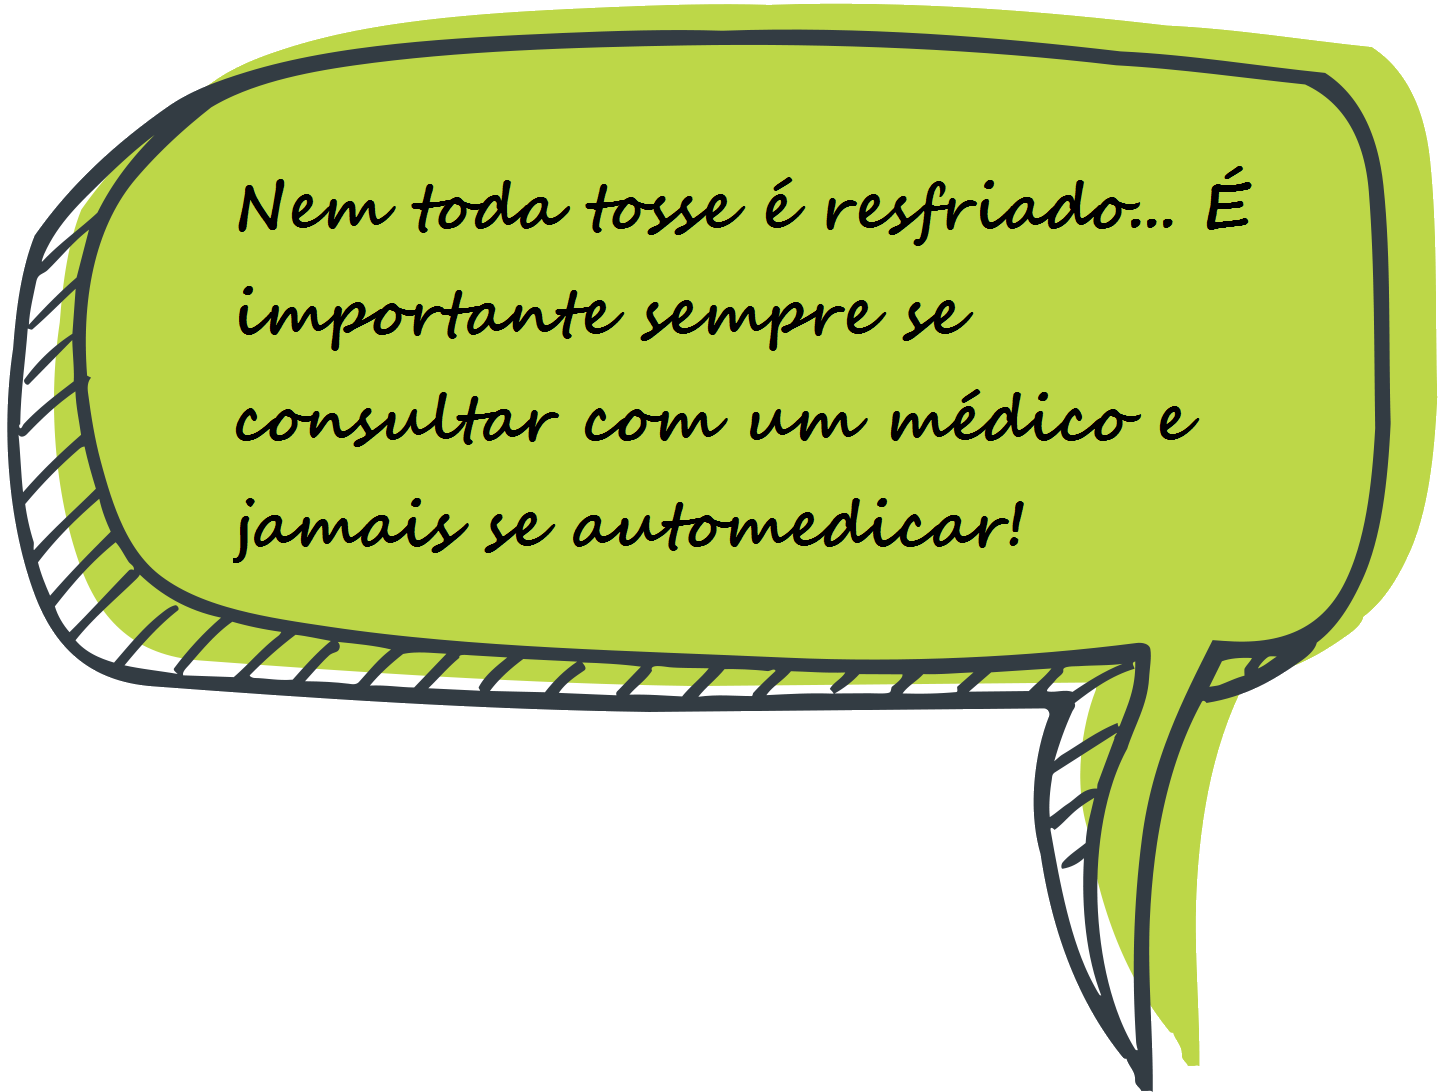 Nem toda tosse é resfriado... É
importante sempre se
consultar com um médico e
jamais se automedicar!